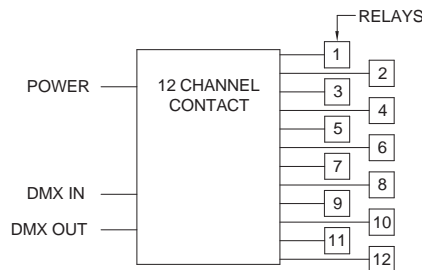 RELAYS
1
2
POWER
12 CHANNEL
CONTACT
3
4
5
6
7
8
DMX IN
9
10
DMX OUT
11
12